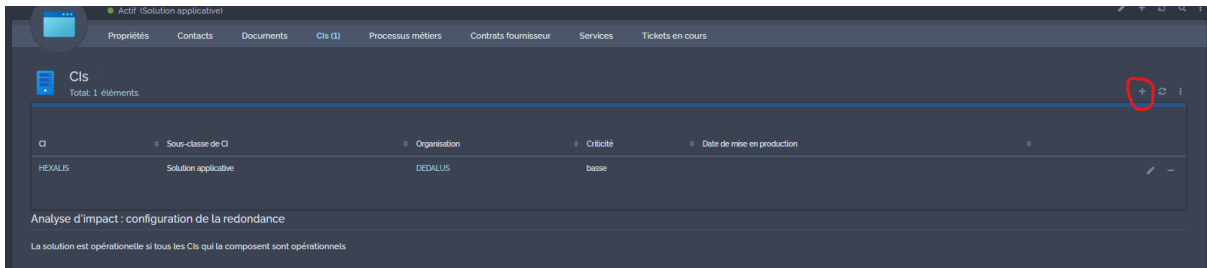 Actif (Solution applicative)
Propriétés Contacts Documents CIs (1) Processus métiers Contrats fournisseur Services Tickets en cours
CIs
Total: 1 éléments.
CI Sous-classe de CI Organisation Criticité Date de mise en production
HEXALIS Solution applicative DEDALUS basse
Analyse d'impact : configuration de la redondance
La solution est opérationelle si tous les CIs qui la composent sont opérationnels